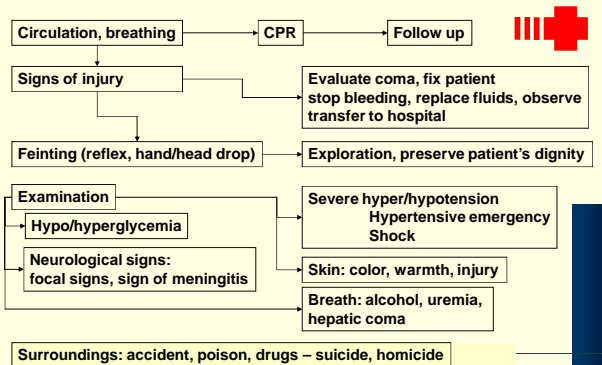 Circulation, breathing
CPR
Follow up
Signs of injury
Evaluate coma, fix patient
stop bleeding, replace fluids, observe
transfer to hospital
Feinting (reflex, hand/head drop)
Exploration, preserve patient's dignity
Examination
Hypo/hyperglycemia
Neurological signs:
focal signs, sign of meningitis
Severe hyper/hypotension
Hypertensive emergency
Shock
Skin: color, warmth, injury
Breath: alcohol, uremia,
hepatic coma
Surroundings: accident, poison, drugs – suicide, homicide